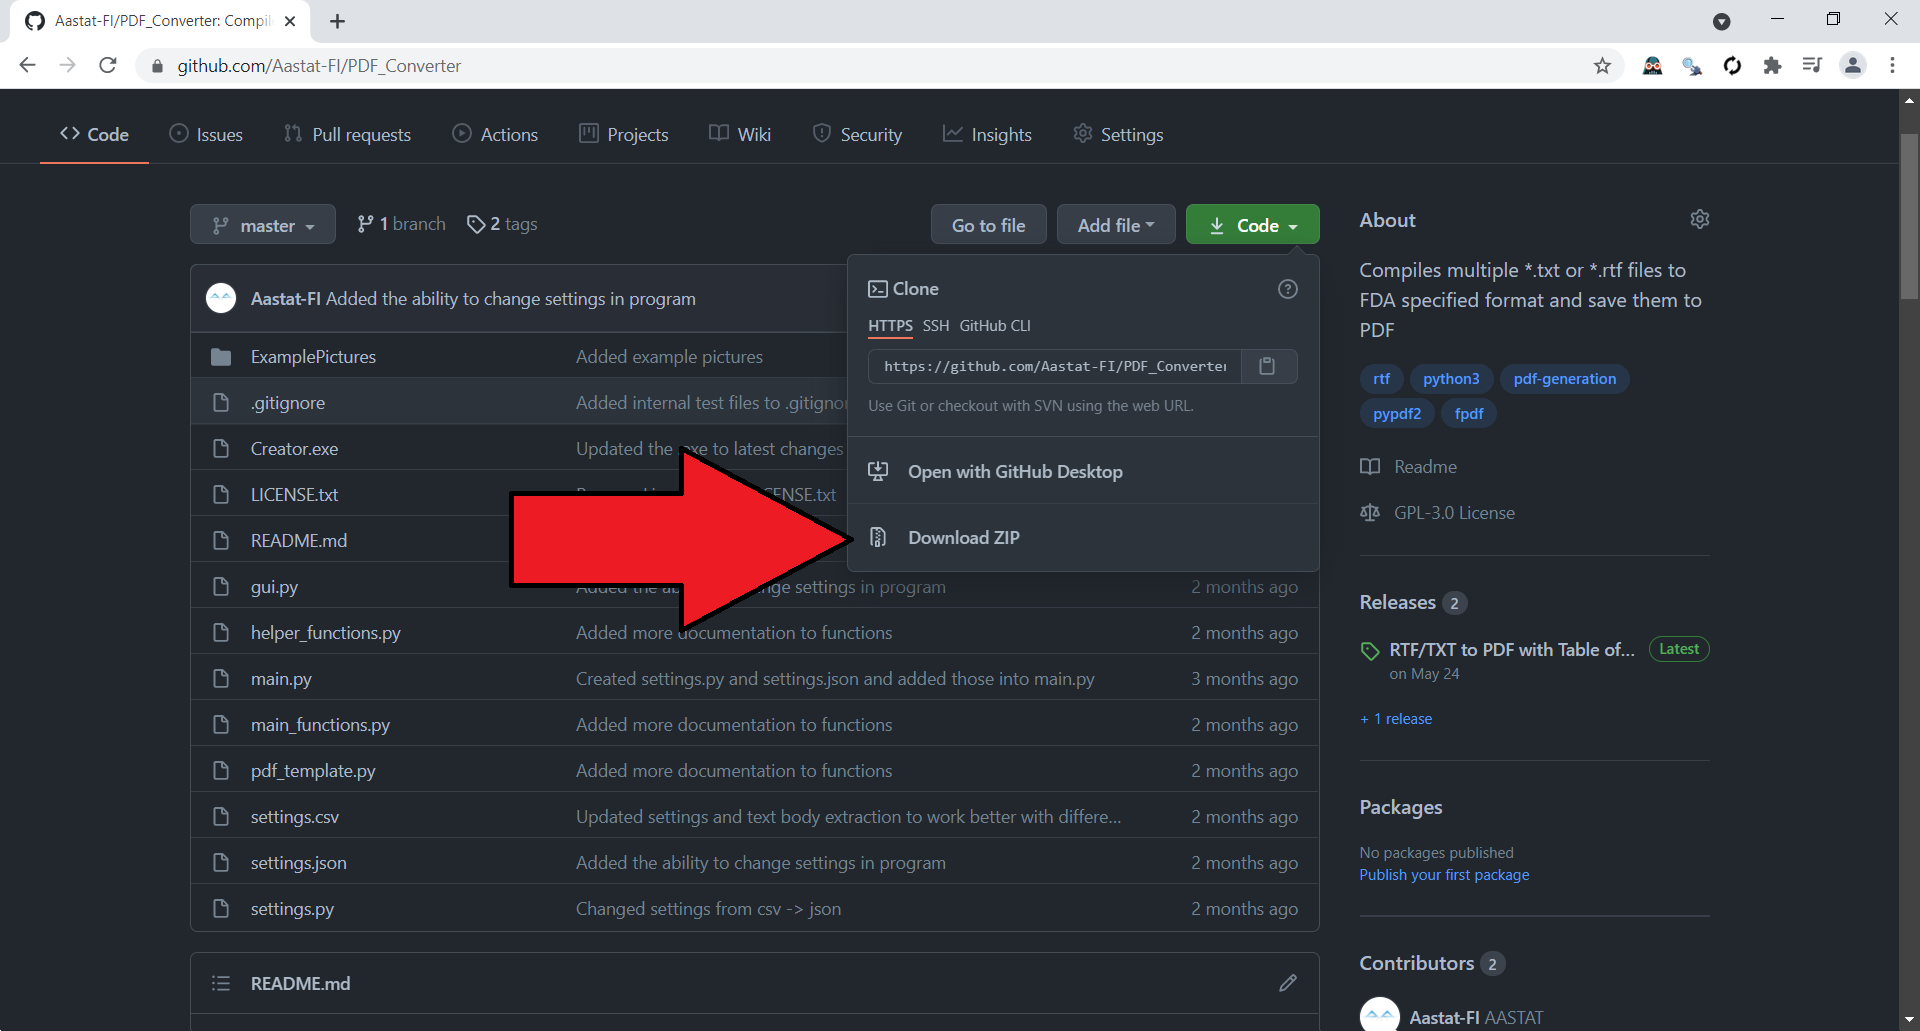 Aastat-FI/PDF_Converter: Compil
github.com/Aastat-FI/PDF_Converter
Code Issues Pull requests Actions Projects Wiki Security Insights Settings
master 1 branch 2 tags Go to file Add file Code
Aastat-FI Added the ability to change settings in program
ExamplePictures Added example pictures
.gitignore Added internal test files to .gitignor
Creator.exe Updated the exe to latest changes
LICENSE.txt
README.md
gui.py settings in program 2 months ago
helper_functions.py Added more documentation to functions 2 months ago
main.py Created settings.py and settings.json and added those into main.py 3 months ago
main_functions.py Added more documentation to functions 2 months ago
pdf_template.py Added more documentation to functions 2 months ago
settings.csv Updated settings and text body extraction to work better with differe... 2 months ago
settings.json Added the ability to change settings in program 2 months ago
settings.py Changed settings from csv -> json 2 months ago
README.md
Clone
HTTPS SSH GitHub CLI
https://github.com/Aastat-FI/PDF_Converter
Use Git or checkout with SVN using the web URL.
Open with GitHub Desktop
Download ZIP
About
Compiles multiple *.txt or *.rtf files to
FDA specified format and save them to
PDF
rtf python3 pdf-generation
pypdf2 fpdf
Readme
GPL-3.0 License
Releases 2
RTF/TXT to PDF with Table of... Latest
on May 24
+ 1 release
Packages
No packages published
Publish your first package
Contributors 2
Aastat-FI AASTAT